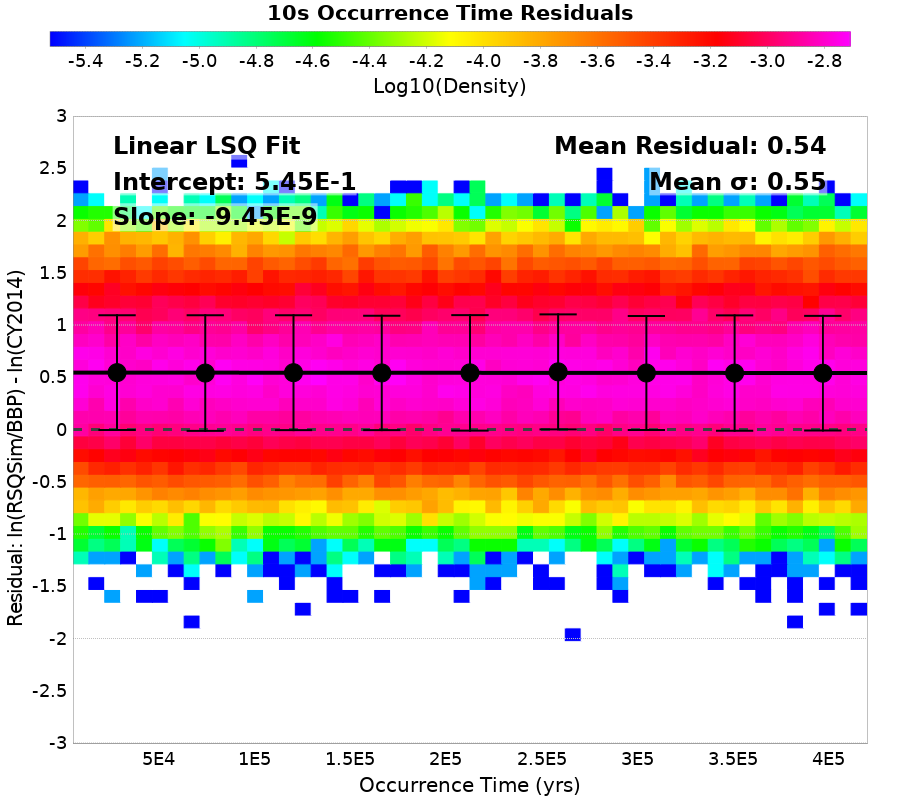 10s Occurrence Time Residuals
-5.4 -5.2 -5.0 -4.8 -4.6 -4.4 -4.2 -4.0 -3.8 -3.6 -3.4 -3.2 -3.0 -2.8
Log10(Density)
Linear LSQ Fit
Intercept: 5.45E-1
Slope: -9.45E-9
Mean Residual: 0.54
Mean σ: 0.55
Residual: ln(RSQSim/BBP) - ln(CY2014)
3
2.5
2
1.5
1
0.5
0
-0.5
-1
-1.5
-2
-2.5
-3
5E4 1E5 1.5E5 2E5 2.5E5 3E5 3.5E5 4E5
Occurrence Time (yrs)